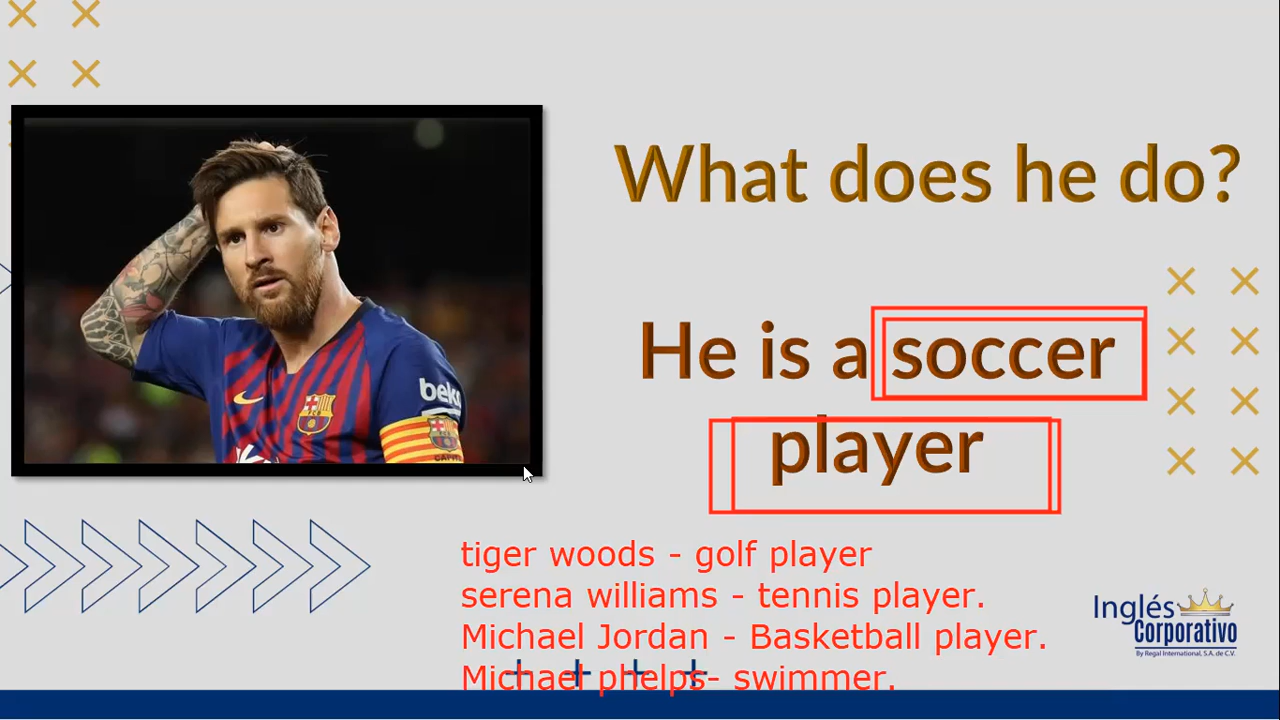 What does he do?
He is a soccer
player
beko
CAPITÀ
tiger woods - golf player
serena williams - tennis player.
Michael Jordan - Basketball player.
Michael phelps- swimmer.
Inglés
Corporativo
By Regal International, S.A. de C.V.